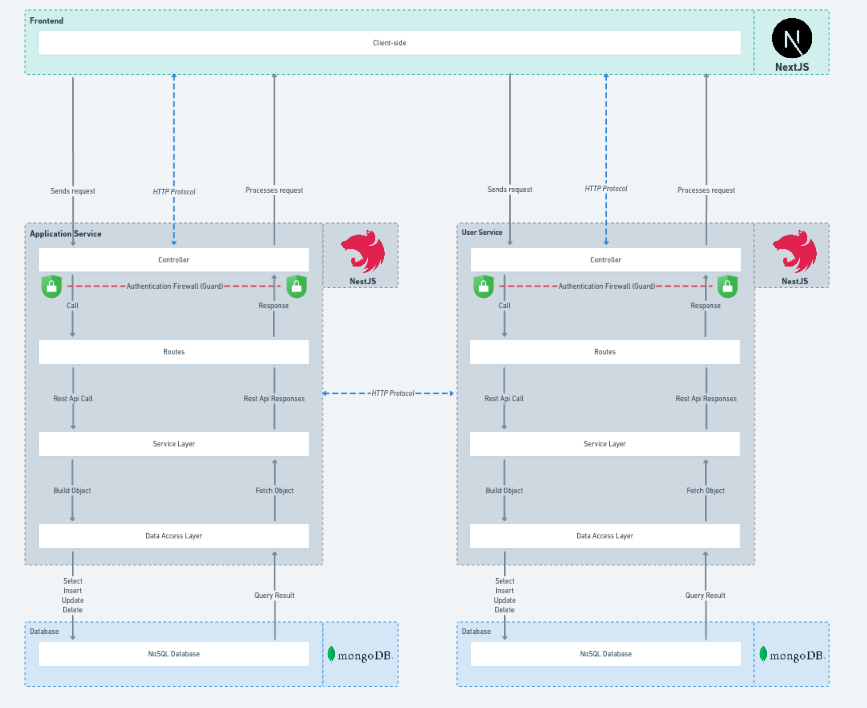 Frontend
Client-side
N
NextJS
Sends request
HTTP Protocol
Processes request
Sends request
HTTP Protocol
Processes request
Application Service
Controller
NestJS
Authentication Firewall (Guard)
Call
Response
Routes
Rest Api Call
Rest Api Responses
Service Layer
Build Object
Fetch Object
Data Access Layer
HTTP Protocol
User Service
Controller
NestJS
Authentication Firewall (Guard)
Call
Response
Routes
Rest Api Call
Rest Api Responses
Service Layer
Build Object
Fetch Object
Data Access Layer
Select
Insert
Update
Delete
Query Result
Database
NoSQL Database
mongoDB.
Select
Insert
Update
Delete
Query Result
Database
NoSQL Database
mongoDB.